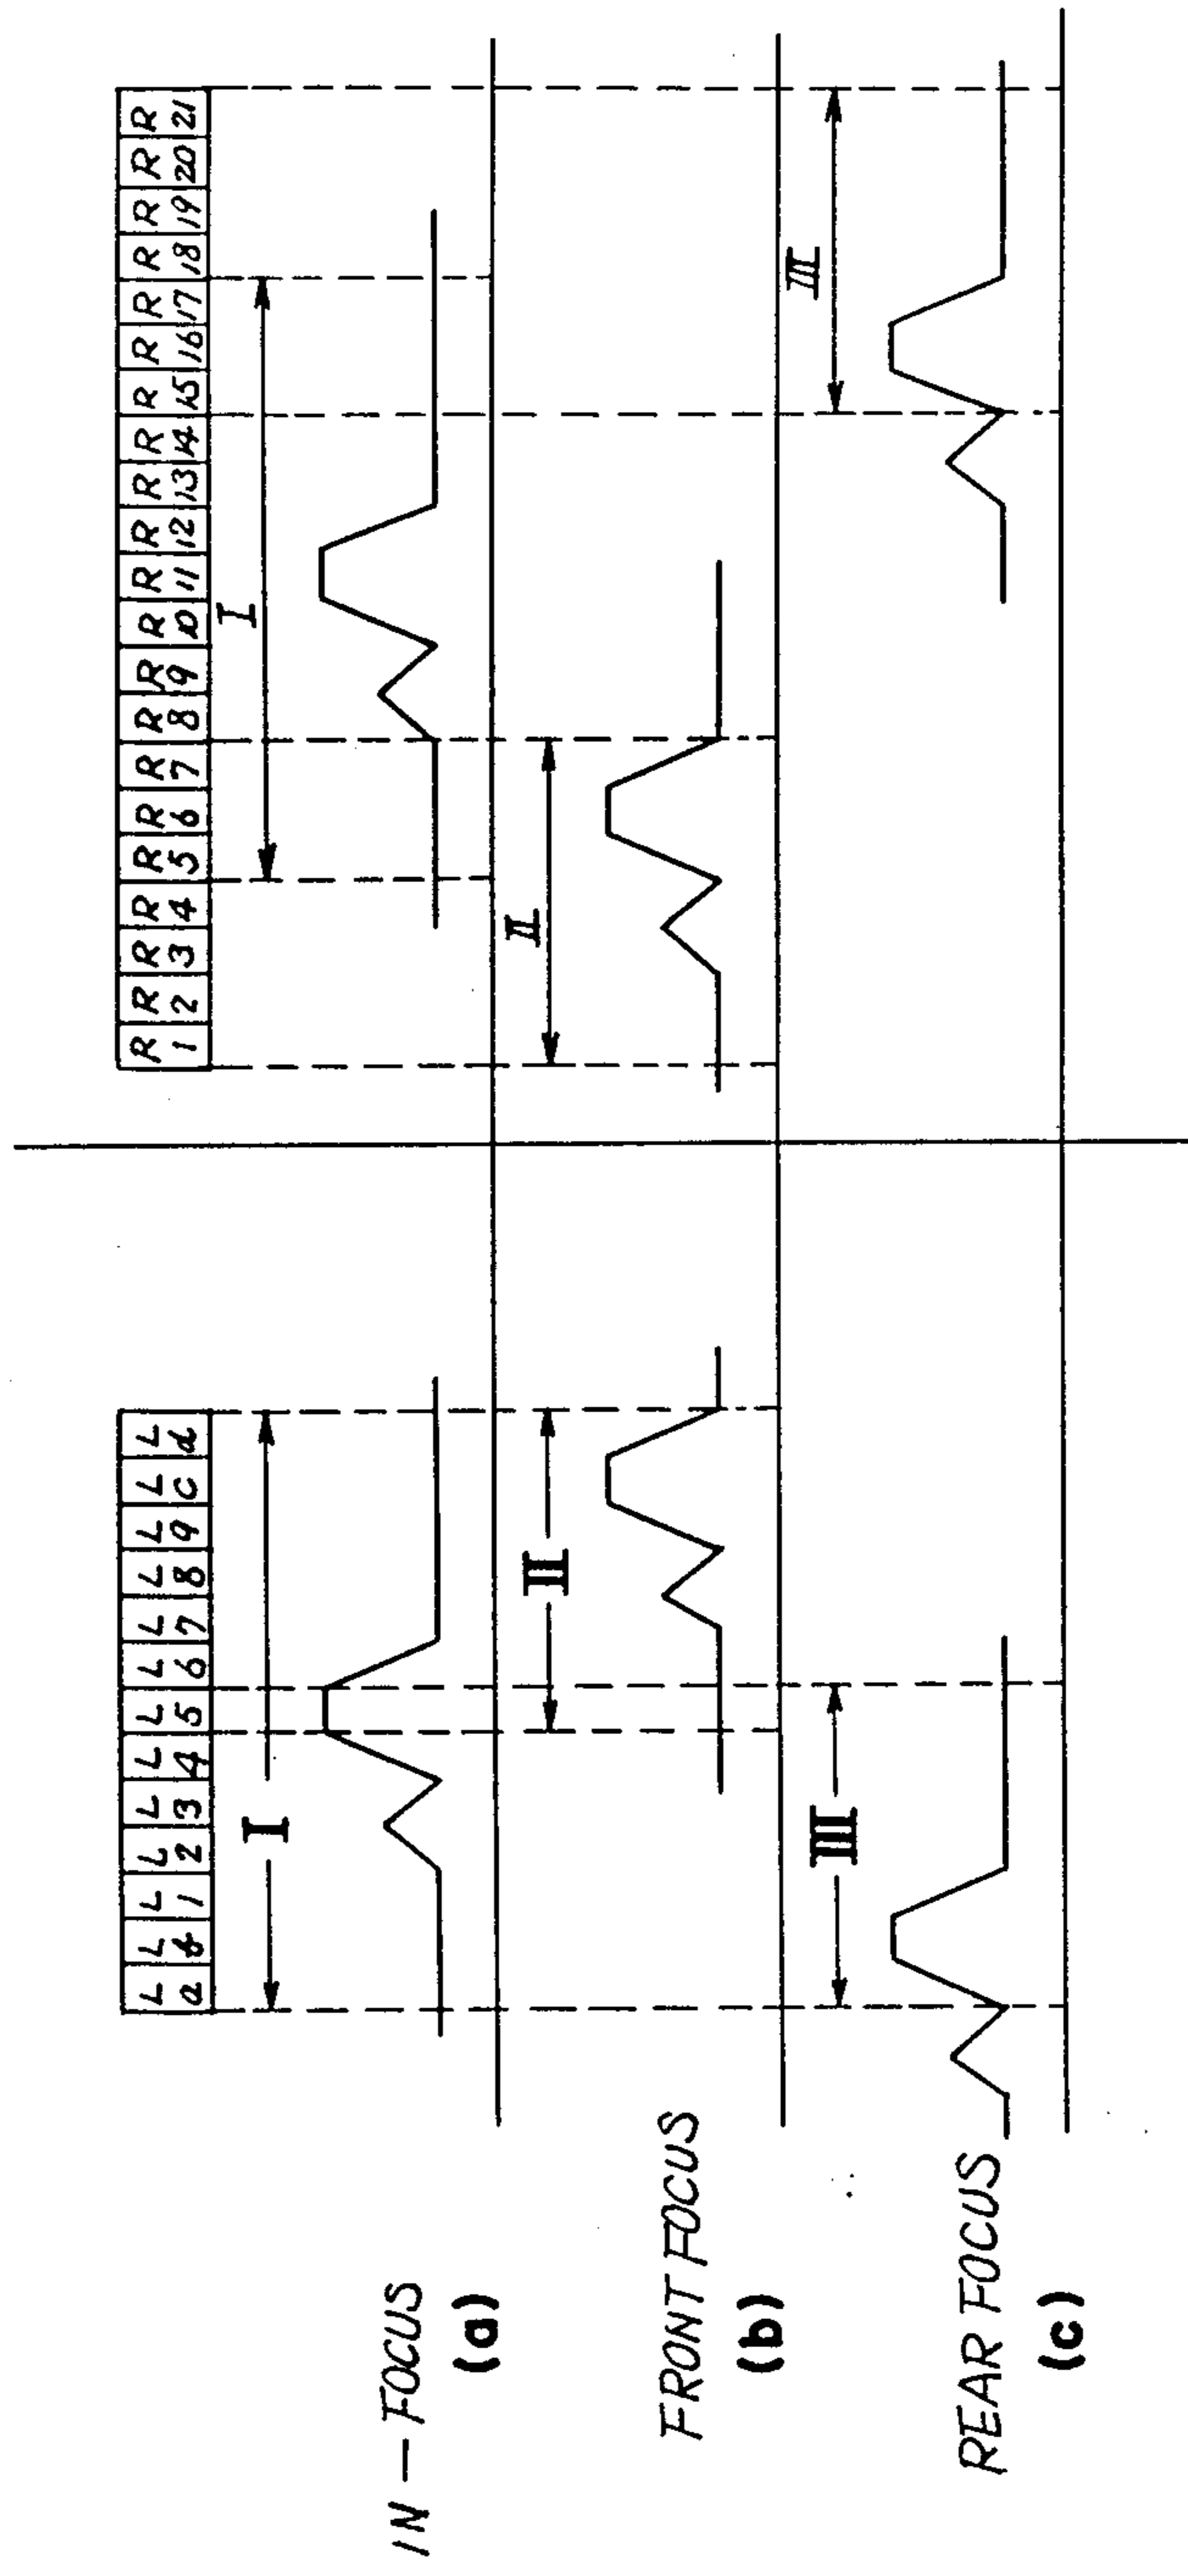 L L L L L L L L L L L L L R R R R R R R R R R R R R R R R R R R R R
a b 1 2 3 4 5 6 7 8 9 c d 1 2 3 4 5 6 7 8 9 10 11 12 13 14 15 16 17 18 19 20 21
I I
IN – FOCUS
(a)
II II
FRONT FOCUS
(b)
III III
REAR FOCUS
(c)